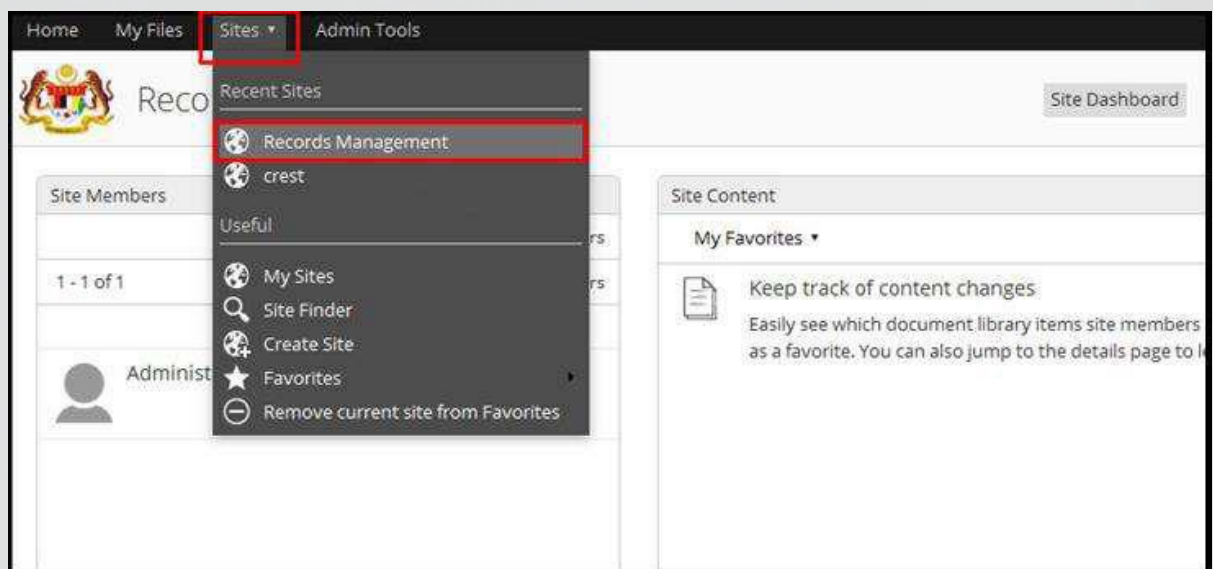 Home My Files Sites ▾ Admin Tools
Reco
Site Dashboard
Recent Sites
Records Management
crest
Useful
My Sites
Site Finder
Create Site
Favorites
Remove current site from Favorites
Site Members
rs
1 - 1 of 1
rs
Administ
Site Content
My Favorites ▾
Keep track of content changes
Easily see which document library items site members
as a favorite. You can also jump to the details page to